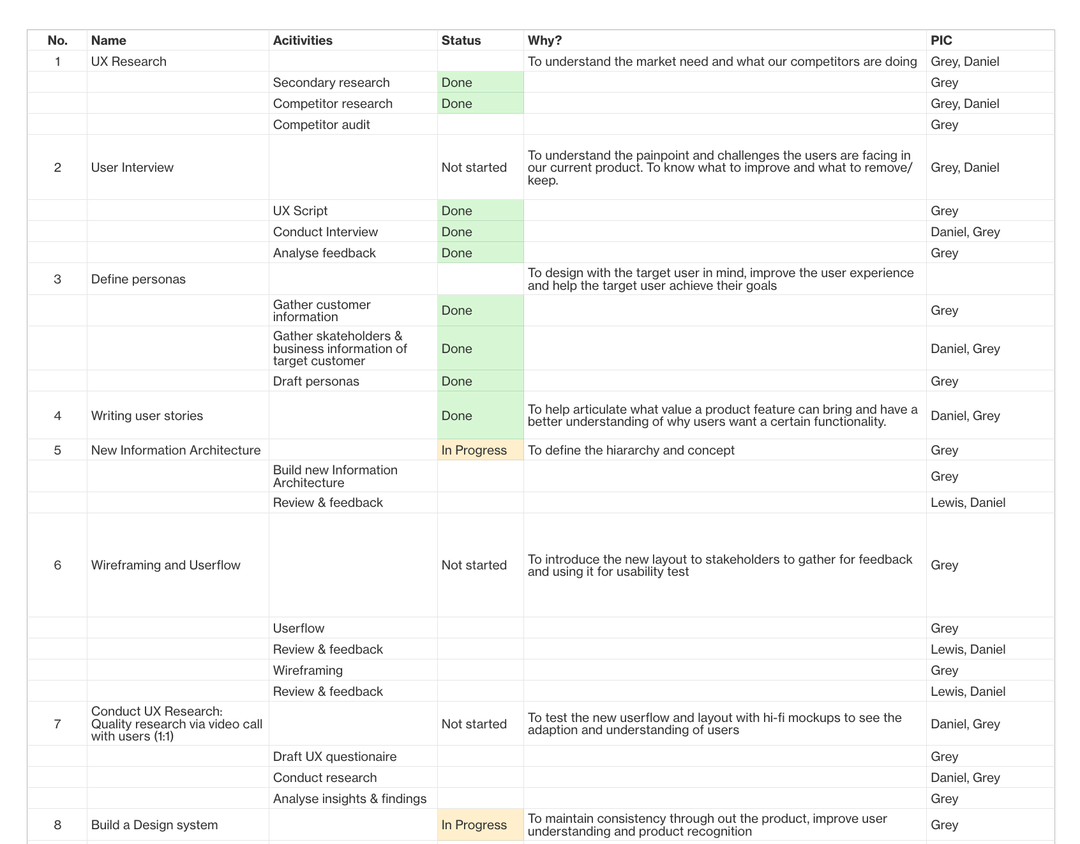 No. Name Acitivities Status Why? PIC
1 UX Research To understand the market need and what our competitors are doing Grey, Daniel
Secondary research Done Grey
Competitor research Done Grey, Daniel
Competitor audit Grey
2 User Interview Not started To understand the painpoint and challenges the users are facing in
our current product. To know what to improve and what to remove/
keep. Grey, Daniel
UX Script Done Grey
Conduct Interview Done Daniel, Grey
Analyse feedback Done Grey
3 Define personas To design with the target user in mind, improve the user experience
and help the target user achieve their goals
Gather customer
information Done Grey
Gather skateholders &
business information of
target customer Done Daniel, Grey
Draft personas Done Grey
4 Writing user stories Done To help articulate what value a product feature can bring and have a
better understanding of why users want a certain functionality. Daniel, Grey
5 New Information Architecture In Progress To define the hiararchy and concept Grey
Build new Information
Architecture Grey
Review & feedback Lewis, Daniel
6 Wireframing and Userflow Not started To introduce the new layout to stakeholders to gather for feedback
and using it for usability test Grey
Userflow Grey
Review & feedback Lewis, Daniel
Wireframing Grey
Review & feedback Lewis, Daniel
7 Conduct UX Research:
Quality research via video call
with users (1:1) Not started To test the new userflow and layout with hi-fi mockups to see the
adaption and understanding of users Daniel, Grey
Draft UX questionaire Grey
Conduct research Daniel, Grey
Analyse insights & findings Grey
8 Build a Design system In Progress To maintain consistency through out the product, improve user
understanding and product recognition Grey